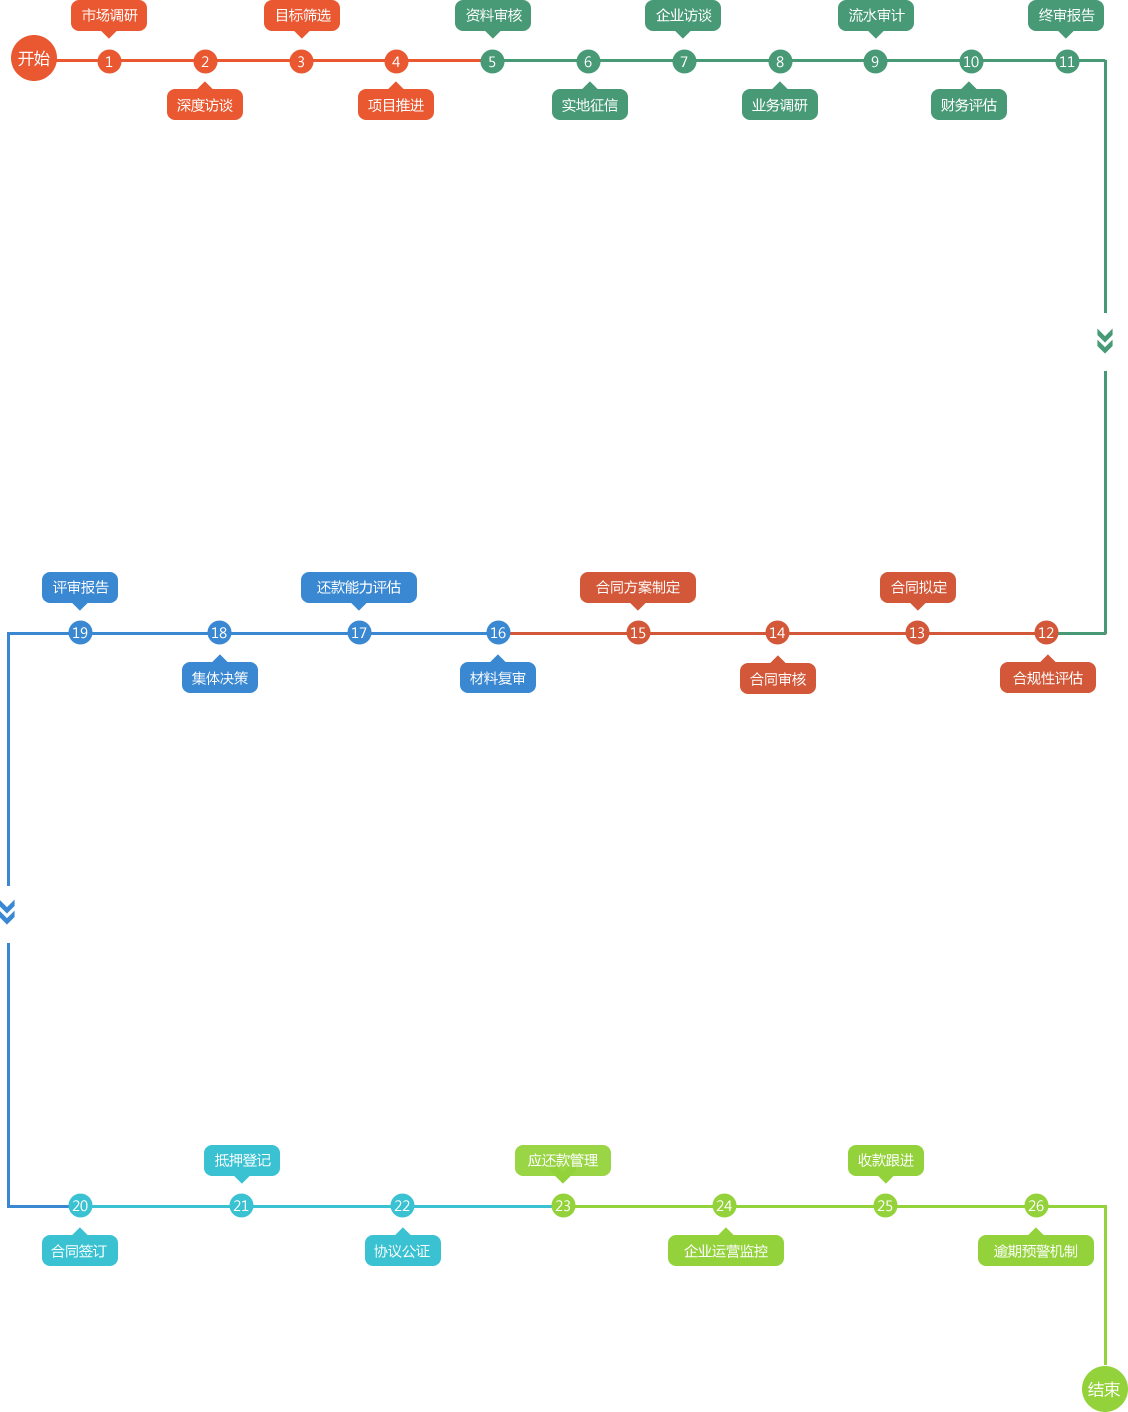 市场调研
目标筛选
资料审核
企业访谈
流水审计
终审报告
开始
1
2
3
4
5
6
7
8
9
10
11
深度访谈
项目推进
实地征信
业务调研
财务评估
评审报告
还款能力评估
合同方案制定
合同拟定
19
18
17
16
15
14
13
12
集体决策
材料复审
合同审核
合规性评估
抵押登记
应还款管理
收款跟进
20
21
22
23
24
25
26
合同签订
协议公证
企业运营监控
逾期预警机制
结束